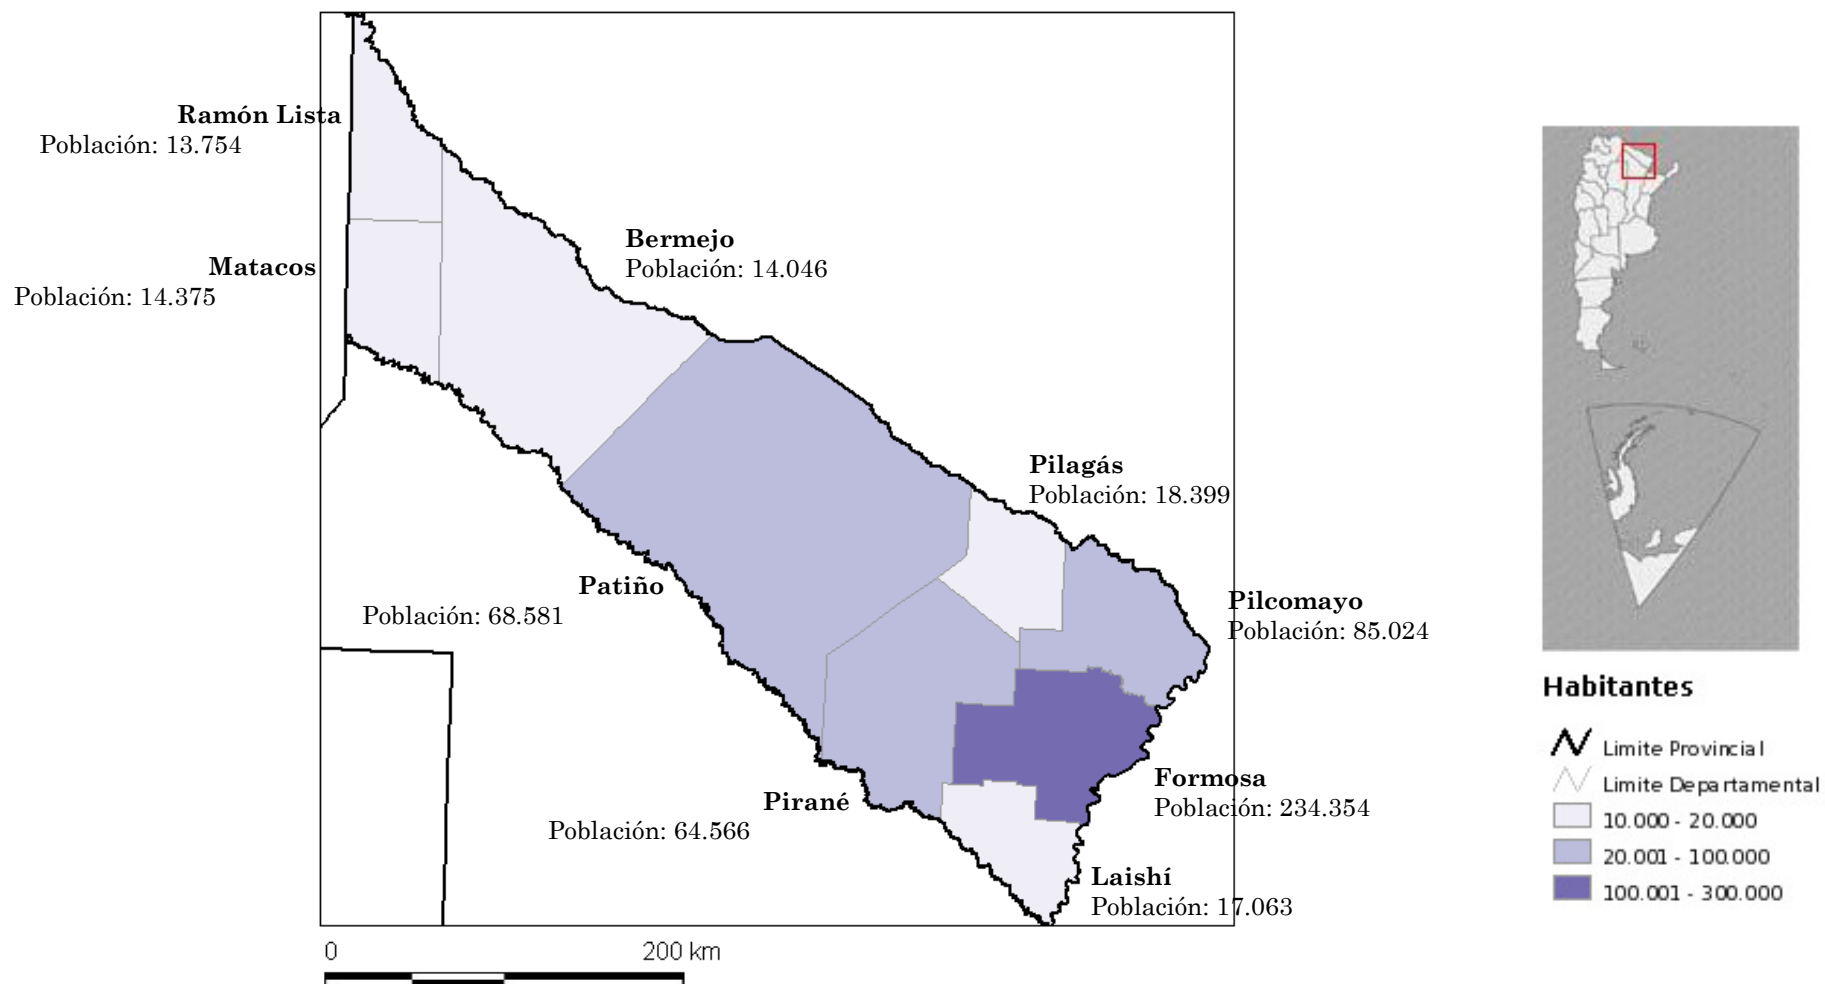 Ramón Lista
Población: 13.754
Bermejo
Población: 14.046
Matacos
Población: 14.375
Pilagás
Población: 18.399
Patiño
Población: 68.581
Pilcomayo
Población: 85.024
Formosa
Población: 234.354
Pirané
Población: 64.566
Laishí
Población: 17.063
0 200 km
Habitantes
Limite Provincial
Limite Departamental
10.000 - 20.000
20.001 - 100.000
100.001 - 300.000